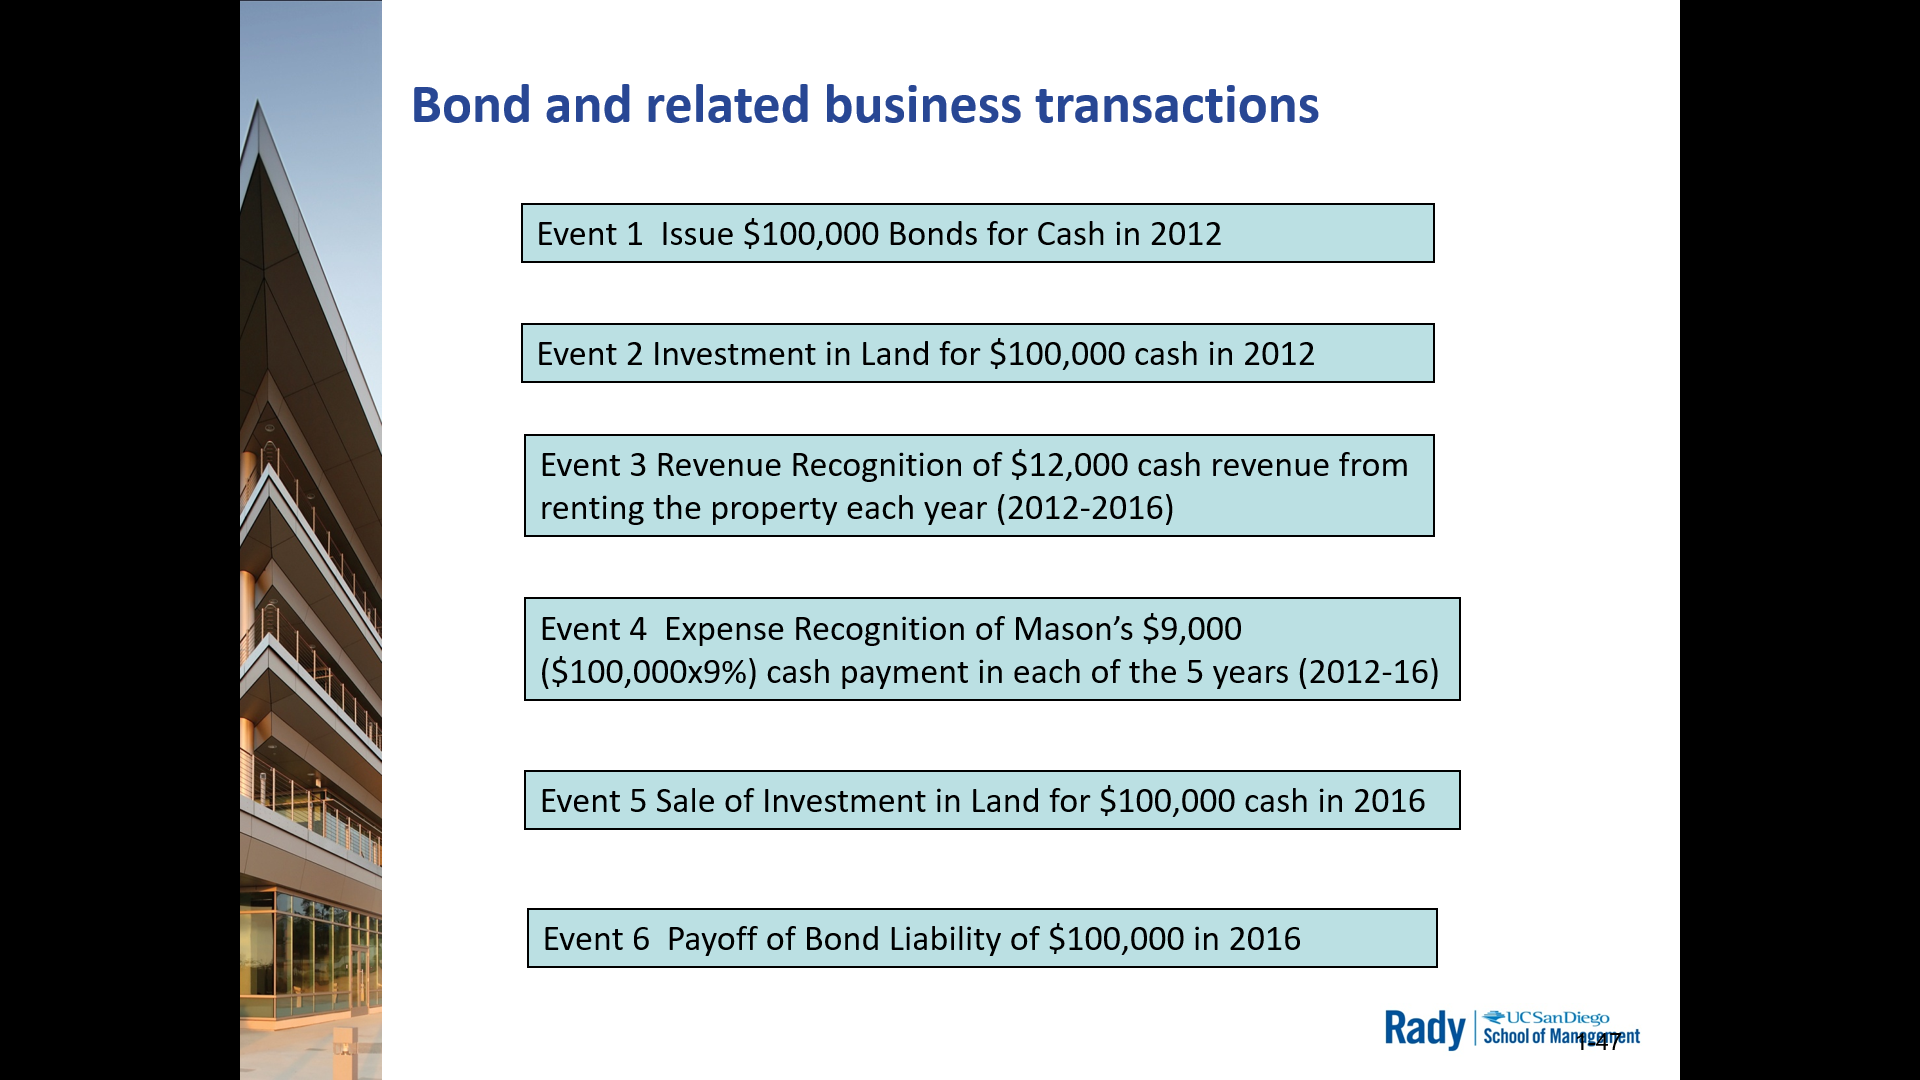 Bond and related business transactions
Event 1  Issue $100,000 Bonds for Cash in 2012
Event 2 Investment in Land for $100,000 cash in 2012
Event 3 Revenue Recognition of $12,000 cash revenue from
renting the property each year (2012-2016)
Event 4  Expense Recognition of Mason’s $9,000
($100,000x9%) cash payment in each of the 5 years (2012-16)
Event 5 Sale of Investment in Land for $100,000 cash in 2016
Event 6  Payoff of Bond Liability of $100,000 in 2016
Rady
UC San Diego
School of Management
1-47